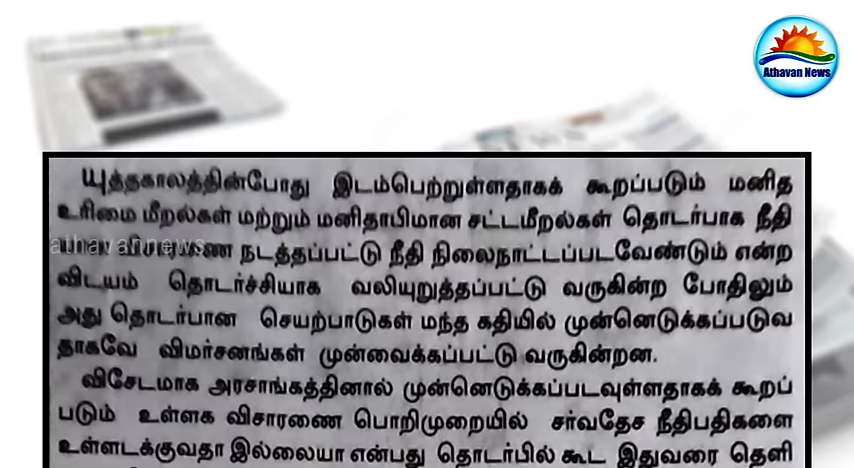 Athavan News
யுத்தகாலத்தின்போது இடம்பெற்றுள்ளதாகக் கூறப்படும் மனித
உரிமை மீறல்கள் மற்றும் மனிதாபிமான சட்டமீறல்கள் தொடர்பாக நீதி
யான விசாரணை நடத்தப்பட்டு நீதி நிலைநாட்டப்படவேண்டும் என்ற
athavannews
விடயம் தொடர்ச்சியாக வலியுறுத்தப்பட்டு வருகின்ற போதிலும்
அது தொடர்பான செயற்பாடுகள் மந்த கதியில் முன்னெடுக்கப்படுவ
தாகவே விமர்சனங்கள் முன்வைக்கப்பட்டு வருகின்றன.
விசேடமாக அரசாங்கத்தினால் முன்னெடுக்கப்படவுள்ளதாகக் கூறப்
படும் உள்ளக விசாரணை பொறிமுறையில் சர்வதேச நீதிபதிகளை
உள்ளடக்குவதா இல்லையா என்பது தொடர்பில் கூட இதுவரை தெளி